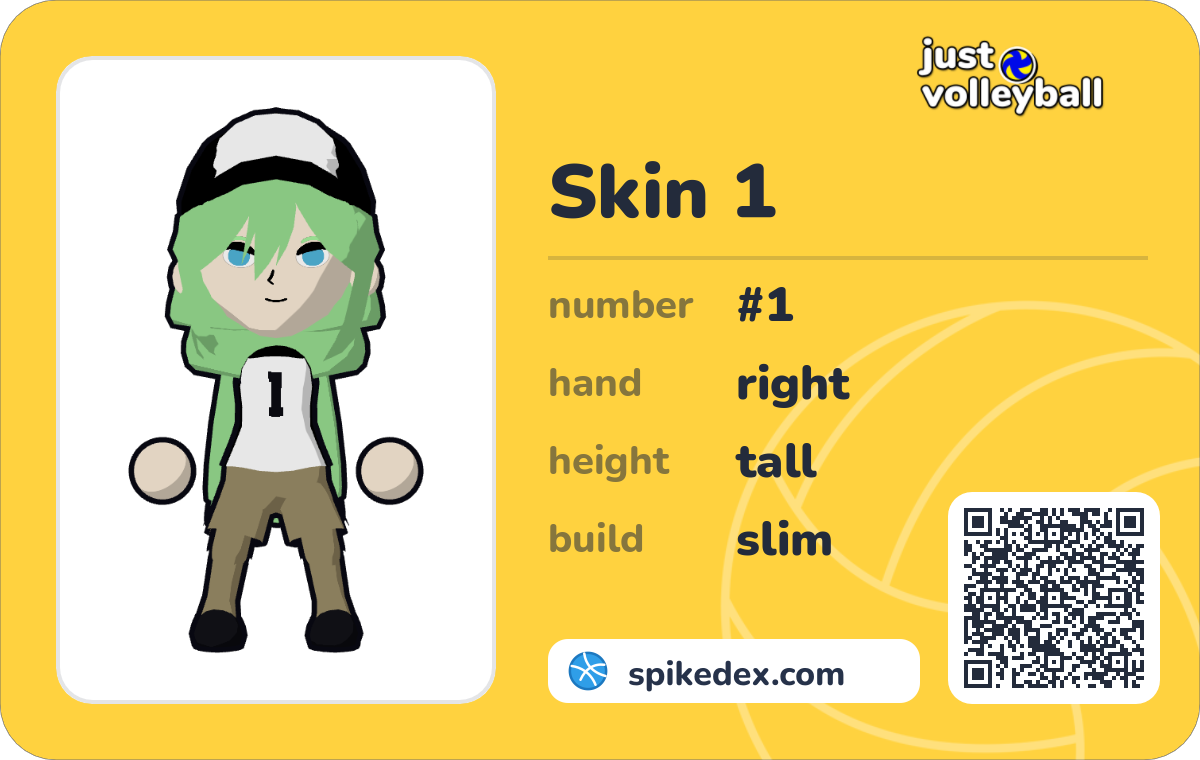 just
volleyball
Skin 1
number #1
hand right
height tall
build slim
1
spikedex.com